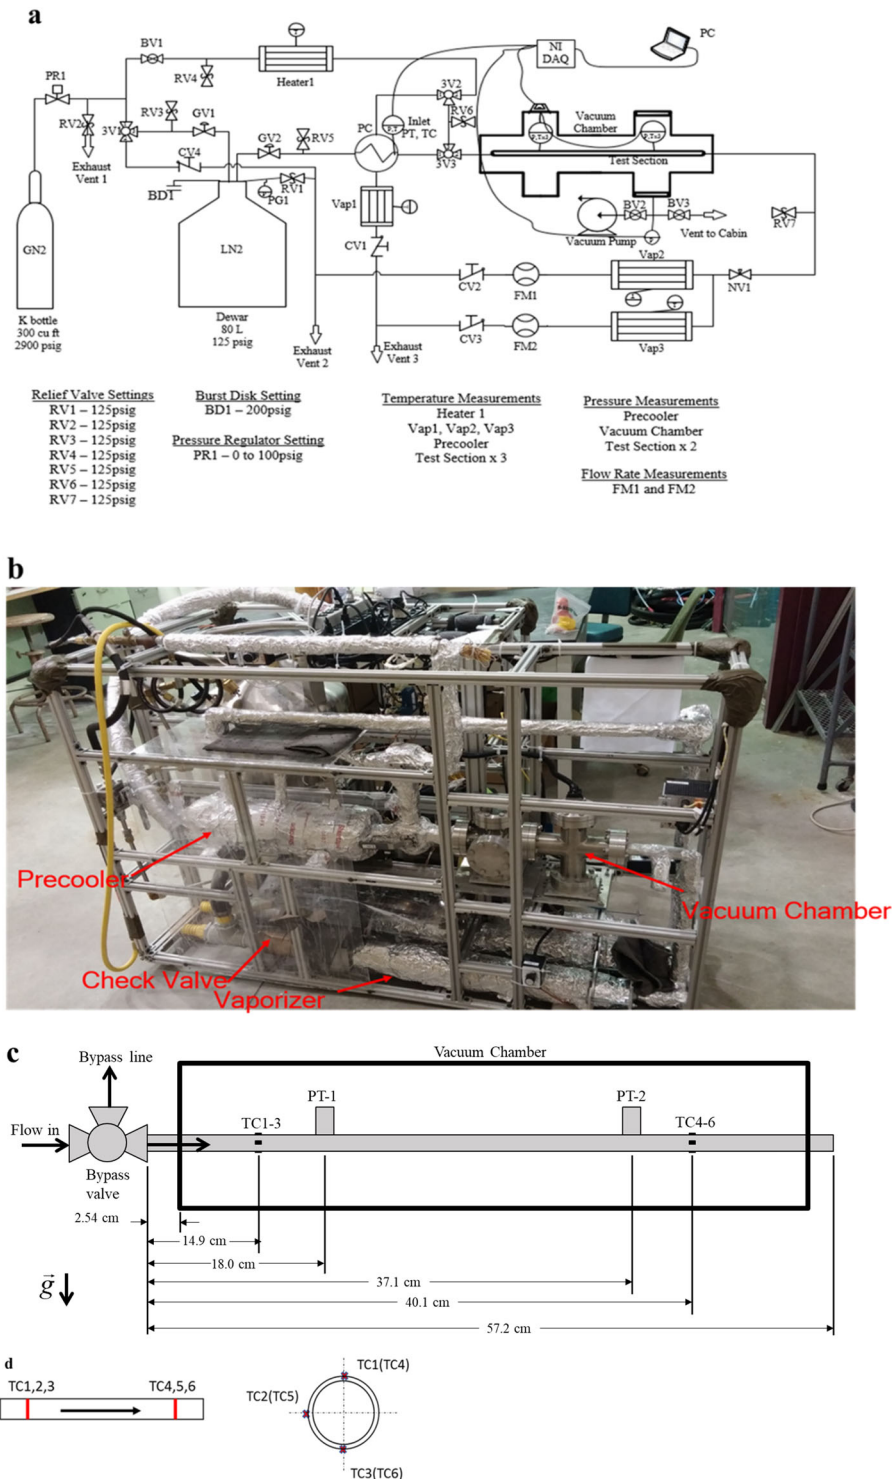 a
PC
NI
DAQ
BV1
RV4
Heater1
PR1
RV2
3V1
RV3
GV1
3V2
RV6
Inlet
PT, TC
PC
P,T
3V3
Vacuum
Chamber
P,Tx3
P,Tx3
Test Section
GV2
RV5
CV4
Exhaust
Vent 1
BD1
PG1
RV1
Vap1
CV1
BV2
BV3
Vacuum Pump
Vent to Cabin
RV7
GN2
LN2
Vap2
CV2
FM1
NV1
CV3
FM2
Vap3
K bottle
300 cu ft
2900 psig
Dewar
80 L
125 psig
Exhaust
Vent 2
Exhaust
Vent 3
Relief Valve Settings
RV1 – 125psig
RV2 – 125psig
RV3 – 125psig
RV4 – 125psig
RV5 – 125psig
RV6 – 125psig
RV7 – 125psig
Burst Disk Setting
BD1 – 200psig
Pressure Regulator Setting
PR1 – 0 to 100psig
Temperature Measurements
Heater 1
Vap1, Vap2, Vap3
Precooler
Test Section x 3
Pressure Measurements
Precooler
Vacuum Chamber
Test Section x 2
Flow Rate Measurements
FM1 and FM2
b
Precooler
Vacuum Chamber
Check Valve
Vaporizer
c
Bypass line
Vacuum Chamber
PT-1
PT-2
Flow in
TC1-3
TC4-6
Bypass
valve
2.54 cm
14.9 cm
18.0 cm
g
37.1 cm
40.1 cm
57.2 cm
d
TC1,2,3
TC4,5,6
TC1(TC4)
TC2(TC5)
TC3(TC6)